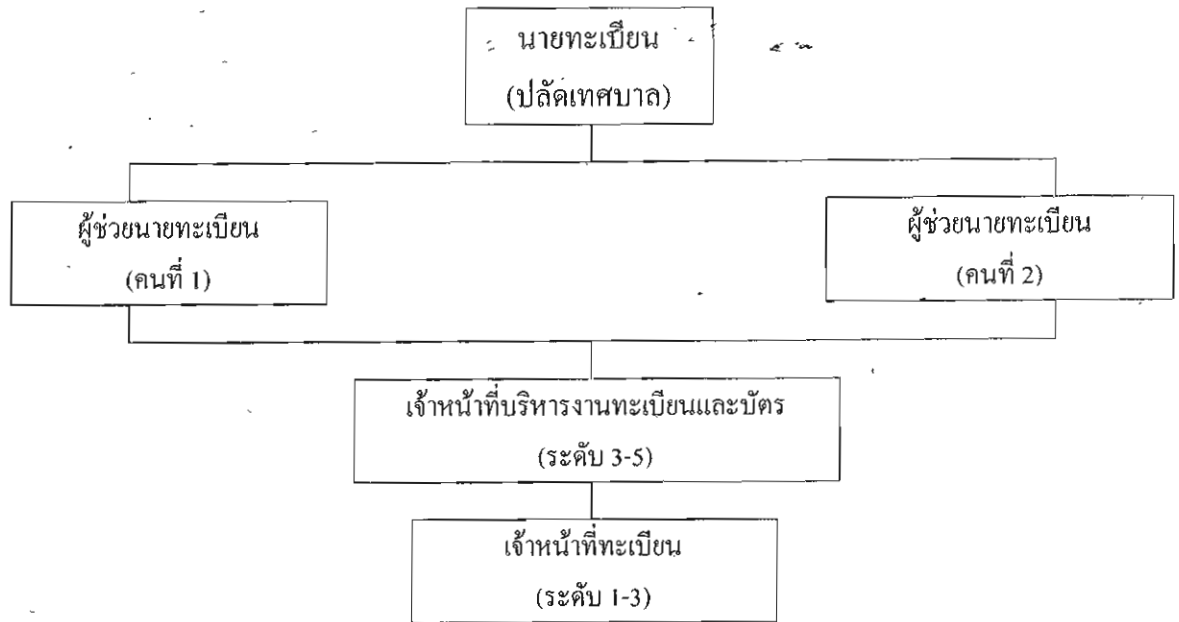 นายทะเบียน
(ปลัดเทศบาล)
ผู้ช่วยนายทะเบียน
(คนที่ 1)
ผู้ช่วยนายทะเบียน
(คนที่ 2)
เจ้าหน้าที่บริหารงานทะเบียนและบัตร
(ระดับ 3-5)
เจ้าหน้าที่ทะเบียน
(ระดับ 1-3)